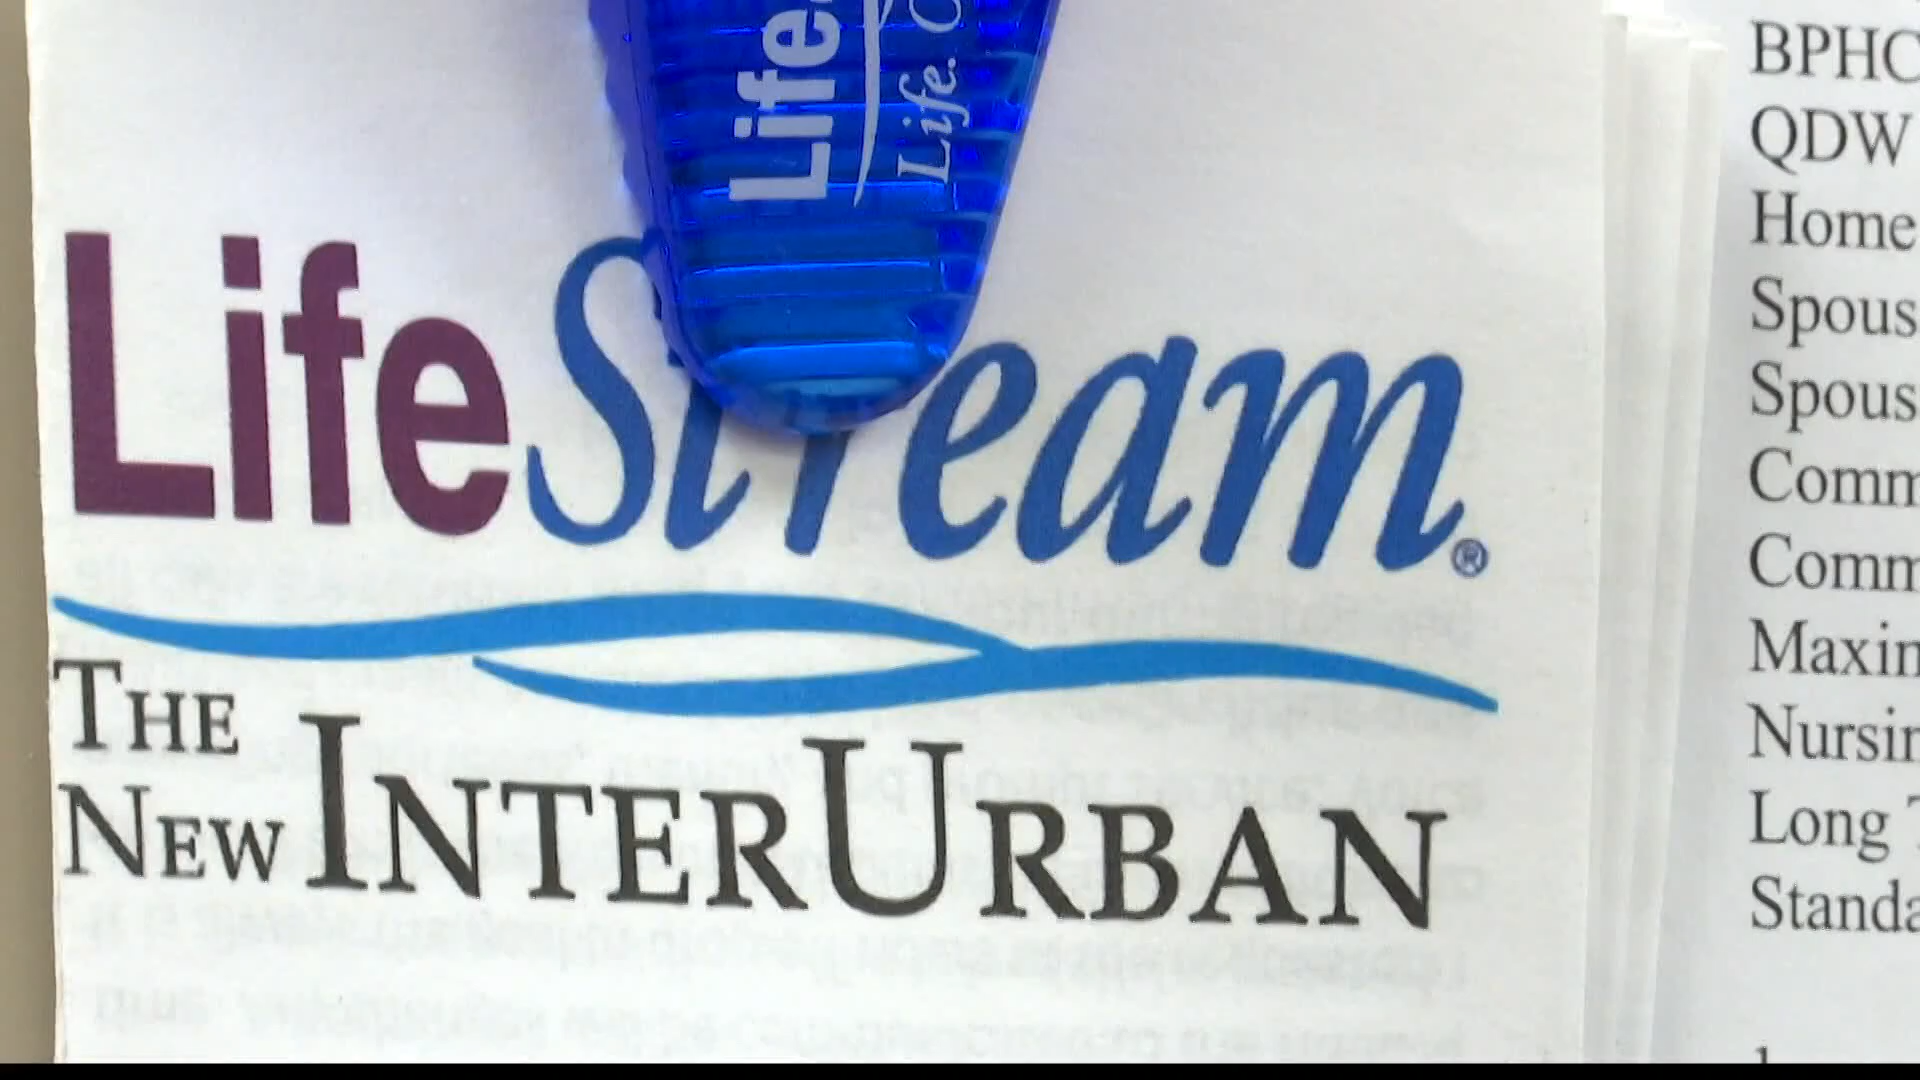 Life
Life.
LifeStream®
THE
NEW INTERURBAN
BPHC
QDW
Home
Spous
Spous
Comm
Comm
Maxin
Nursin
Long
Standa